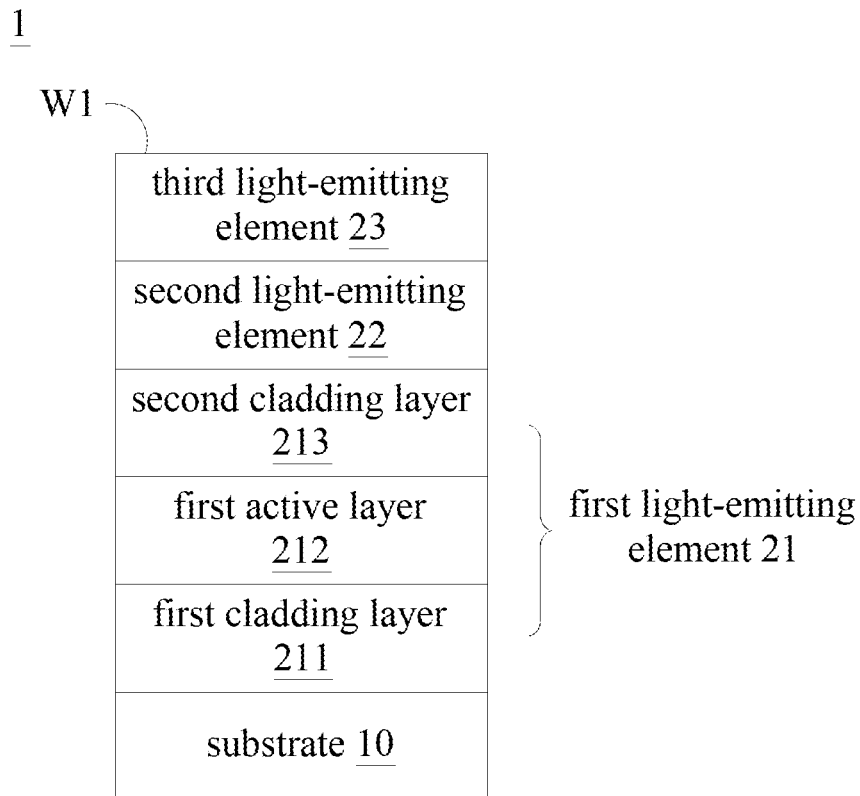 1
W1
third light-emitting
element 23
second light-emitting
element 22
second cladding layer
213
first active layer
212
first cladding layer
211
substrate 10
first light-emitting
element 21